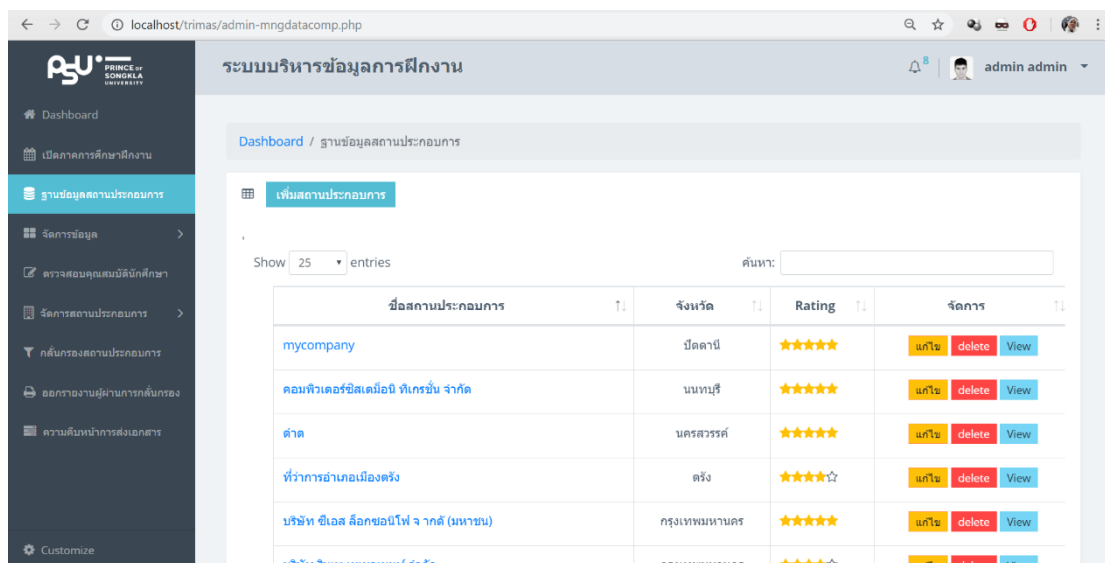 localhost/trimas/admin-mngdatacomp.php
PSU PRINCE OF SONGKLA UNIVERSITY
ระบบบริหารข้อมูลการฝึกงาน
8
admin admin
Dashboard
เปิดภาคการศึกษาฝึกงาน
ฐานข้อมูลสถานประกอบการ
จัดการข้อมูล
ตรวจสอบคุณสมบัตินักศึกษา
จัดการสถานประกอบการ
กลั่นกรองสถานประกอบการ
ออกรายงานผู้ผ่านการกลั่นกรอง
ความคืบหน้าการส่งเอกสาร
Customize
Dashboard / ฐานข้อมูลสถานประกอบการ
เพิ่มสถานประกอบการ
,
Show 25 entries
ค้นหา:
ชื่อสถานประกอบการ จังหวัด Rating จัดการ
mycompany ปัตตานี แก้ไข delete View
คอมพิวเตอร์ซิสเตม็อนิ ทิเกรชั่น จ่ากัด นนทบุรี แก้ไข delete View
ดำด นครสวรรค์ แก้ไข delete View
ที่ว่าการอำเภอเมืองตรัง ตรัง แก้ไข delete View
บริษัท ซีเอส ล็อกซอินิโฟ จ ากดั (มหาชน) กรุงเทพมหานคร แก้ไข delete View